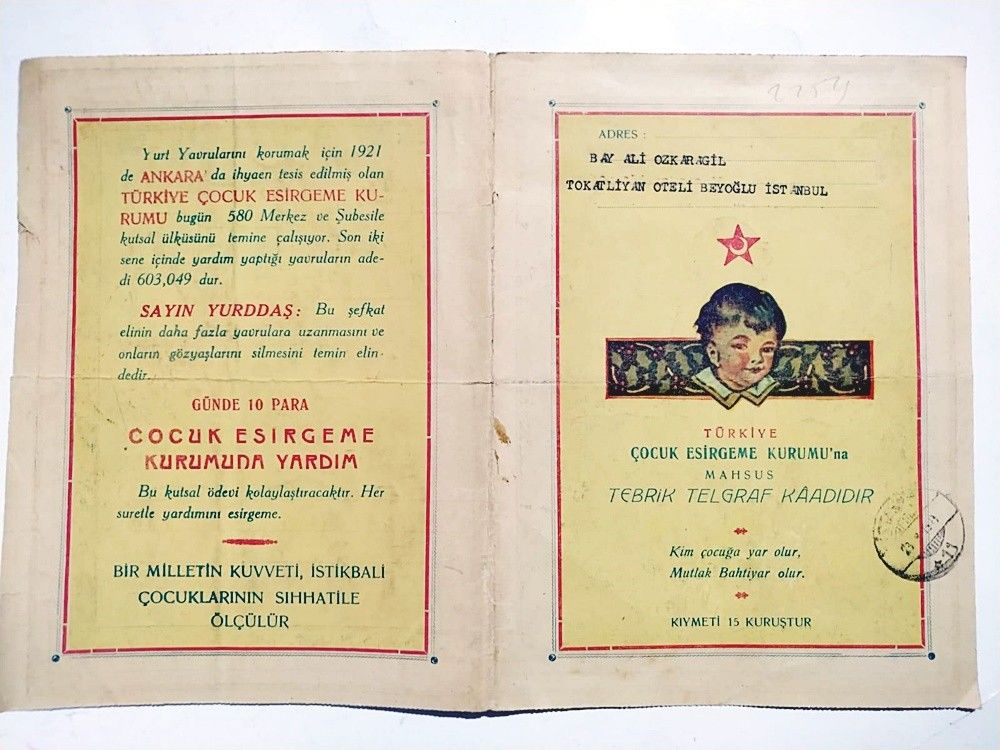 Yurt Yavrularını korumak için 1921
de ANKARA' da ihyaen tesis edilmiş olan
TÜRKİYE ÇOCUK ESİRGEME KU-
RUMU bugün 580 Merkez ve Şubesile
kutsal ülküsünü temine çalışıyor. Son iki
sene içinde yardım yaptığı yavruların ade-
di 603,049 dur.
SAYIN YURDDAŞ: Bu şefkat
elinin daha fazla yavrulara uzanmasını ve
onların gözyaşlarını silmesini temin elin-
dedir.
GÜNDE 10 PARA
ÇOCUK ESİRGEME
KURUMUNA YARDIM
Bu kutsal ödevi kolaylaştıracaktır. Her
suretle yardımını esirgeme.
BİR MİLLETİN KUVVETİ, İSTİKBALİ
ÇOCUKLARININ SIHHATİLE
ÖLÇÜLÜR
2254
ADRES :
BAY ALİ OZKARAGİL
TOKATLİYAN OTELİ BEYOĞLU İSTANBUL
TÜRKİYE
ÇOCUK ESİRGEME KURUMU'na
MAHSUS
TEBRİK TELGRAF KÂADIDIR
Kim çocuğa yar olur,
Mutlak Bahtiyar olur.
KIYMETİ 15 KURUŞTUR